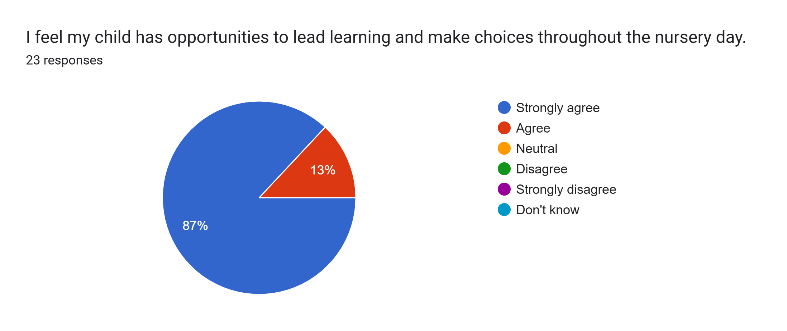 I feel my child has opportunities to lead learning and make choices throughout the nursery day.
23 responses
13%
87%
Strongly agree
Agree
Neutral
Disagree
Strongly disagree
Don't know